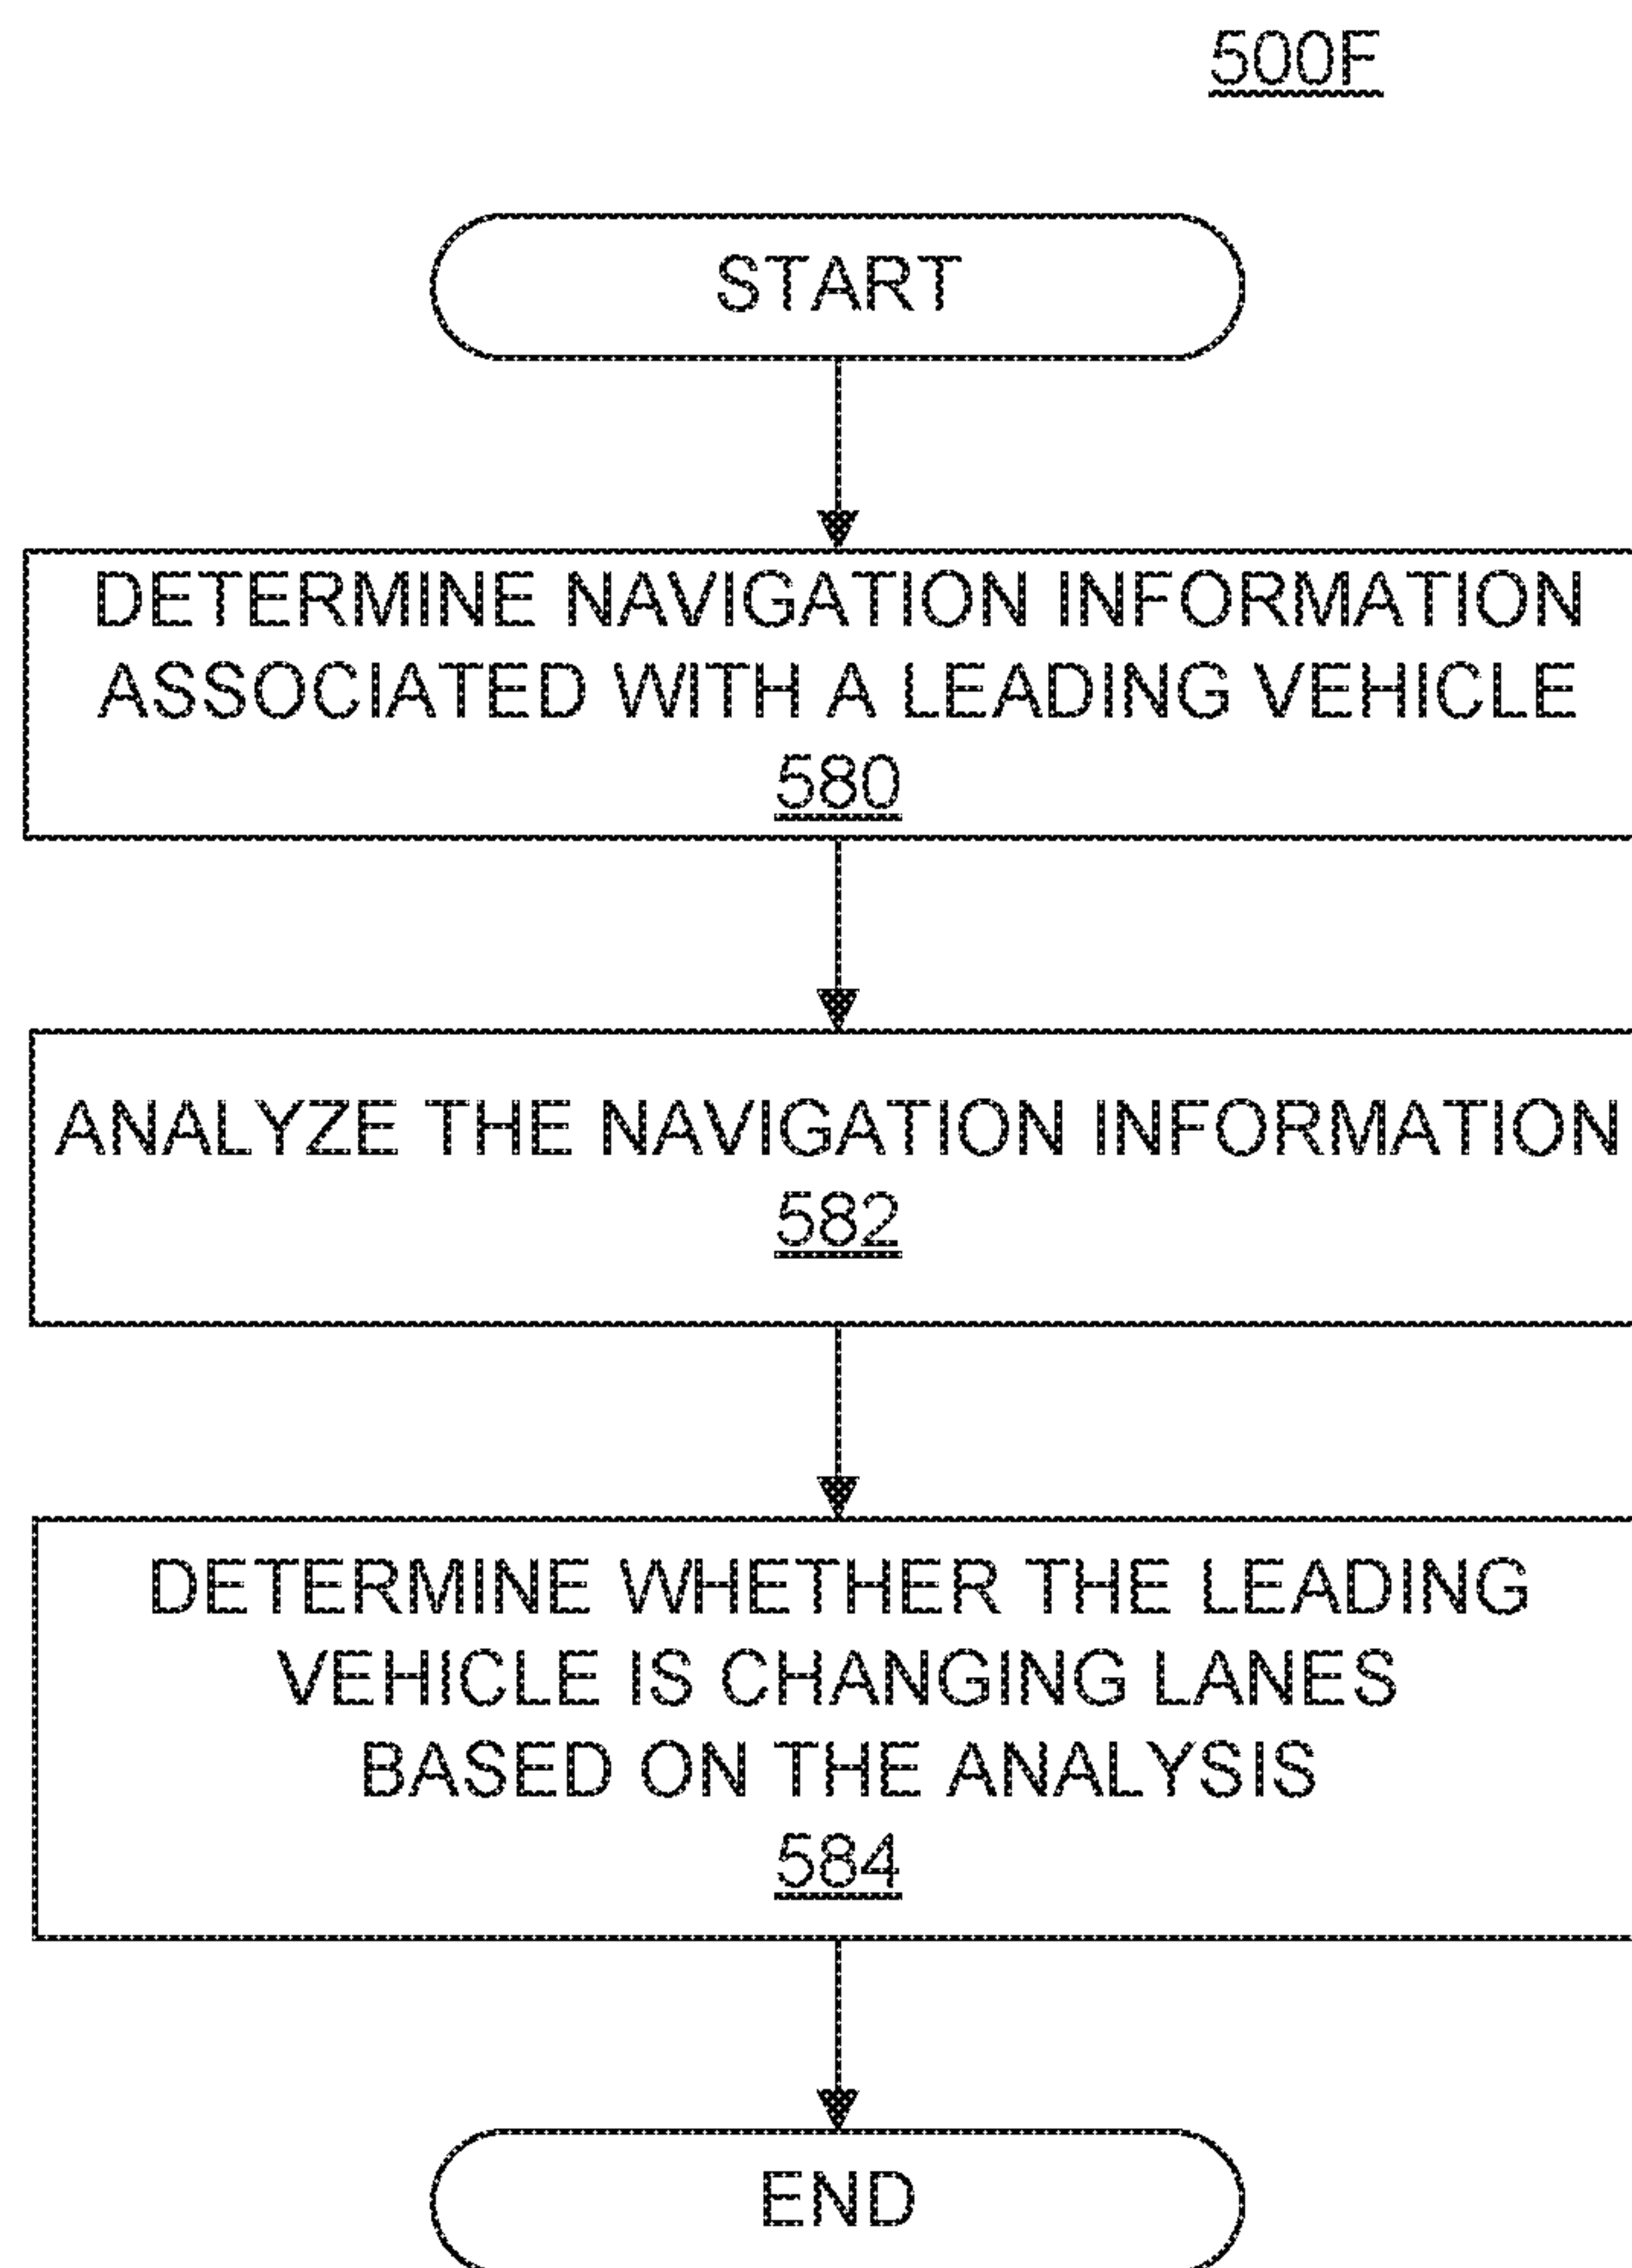 500F
START
DETERMINE NAVIGATION INFORMATION
ASSOCIATED WITH A LEADING VEHICLE
580
ANALYZE THE NAVIGATION INFORMATION
582
DETERMINE WHETHER THE LEADING
VEHICLE IS CHANGING LANES
BASED ON THE ANALYSIS
584
END